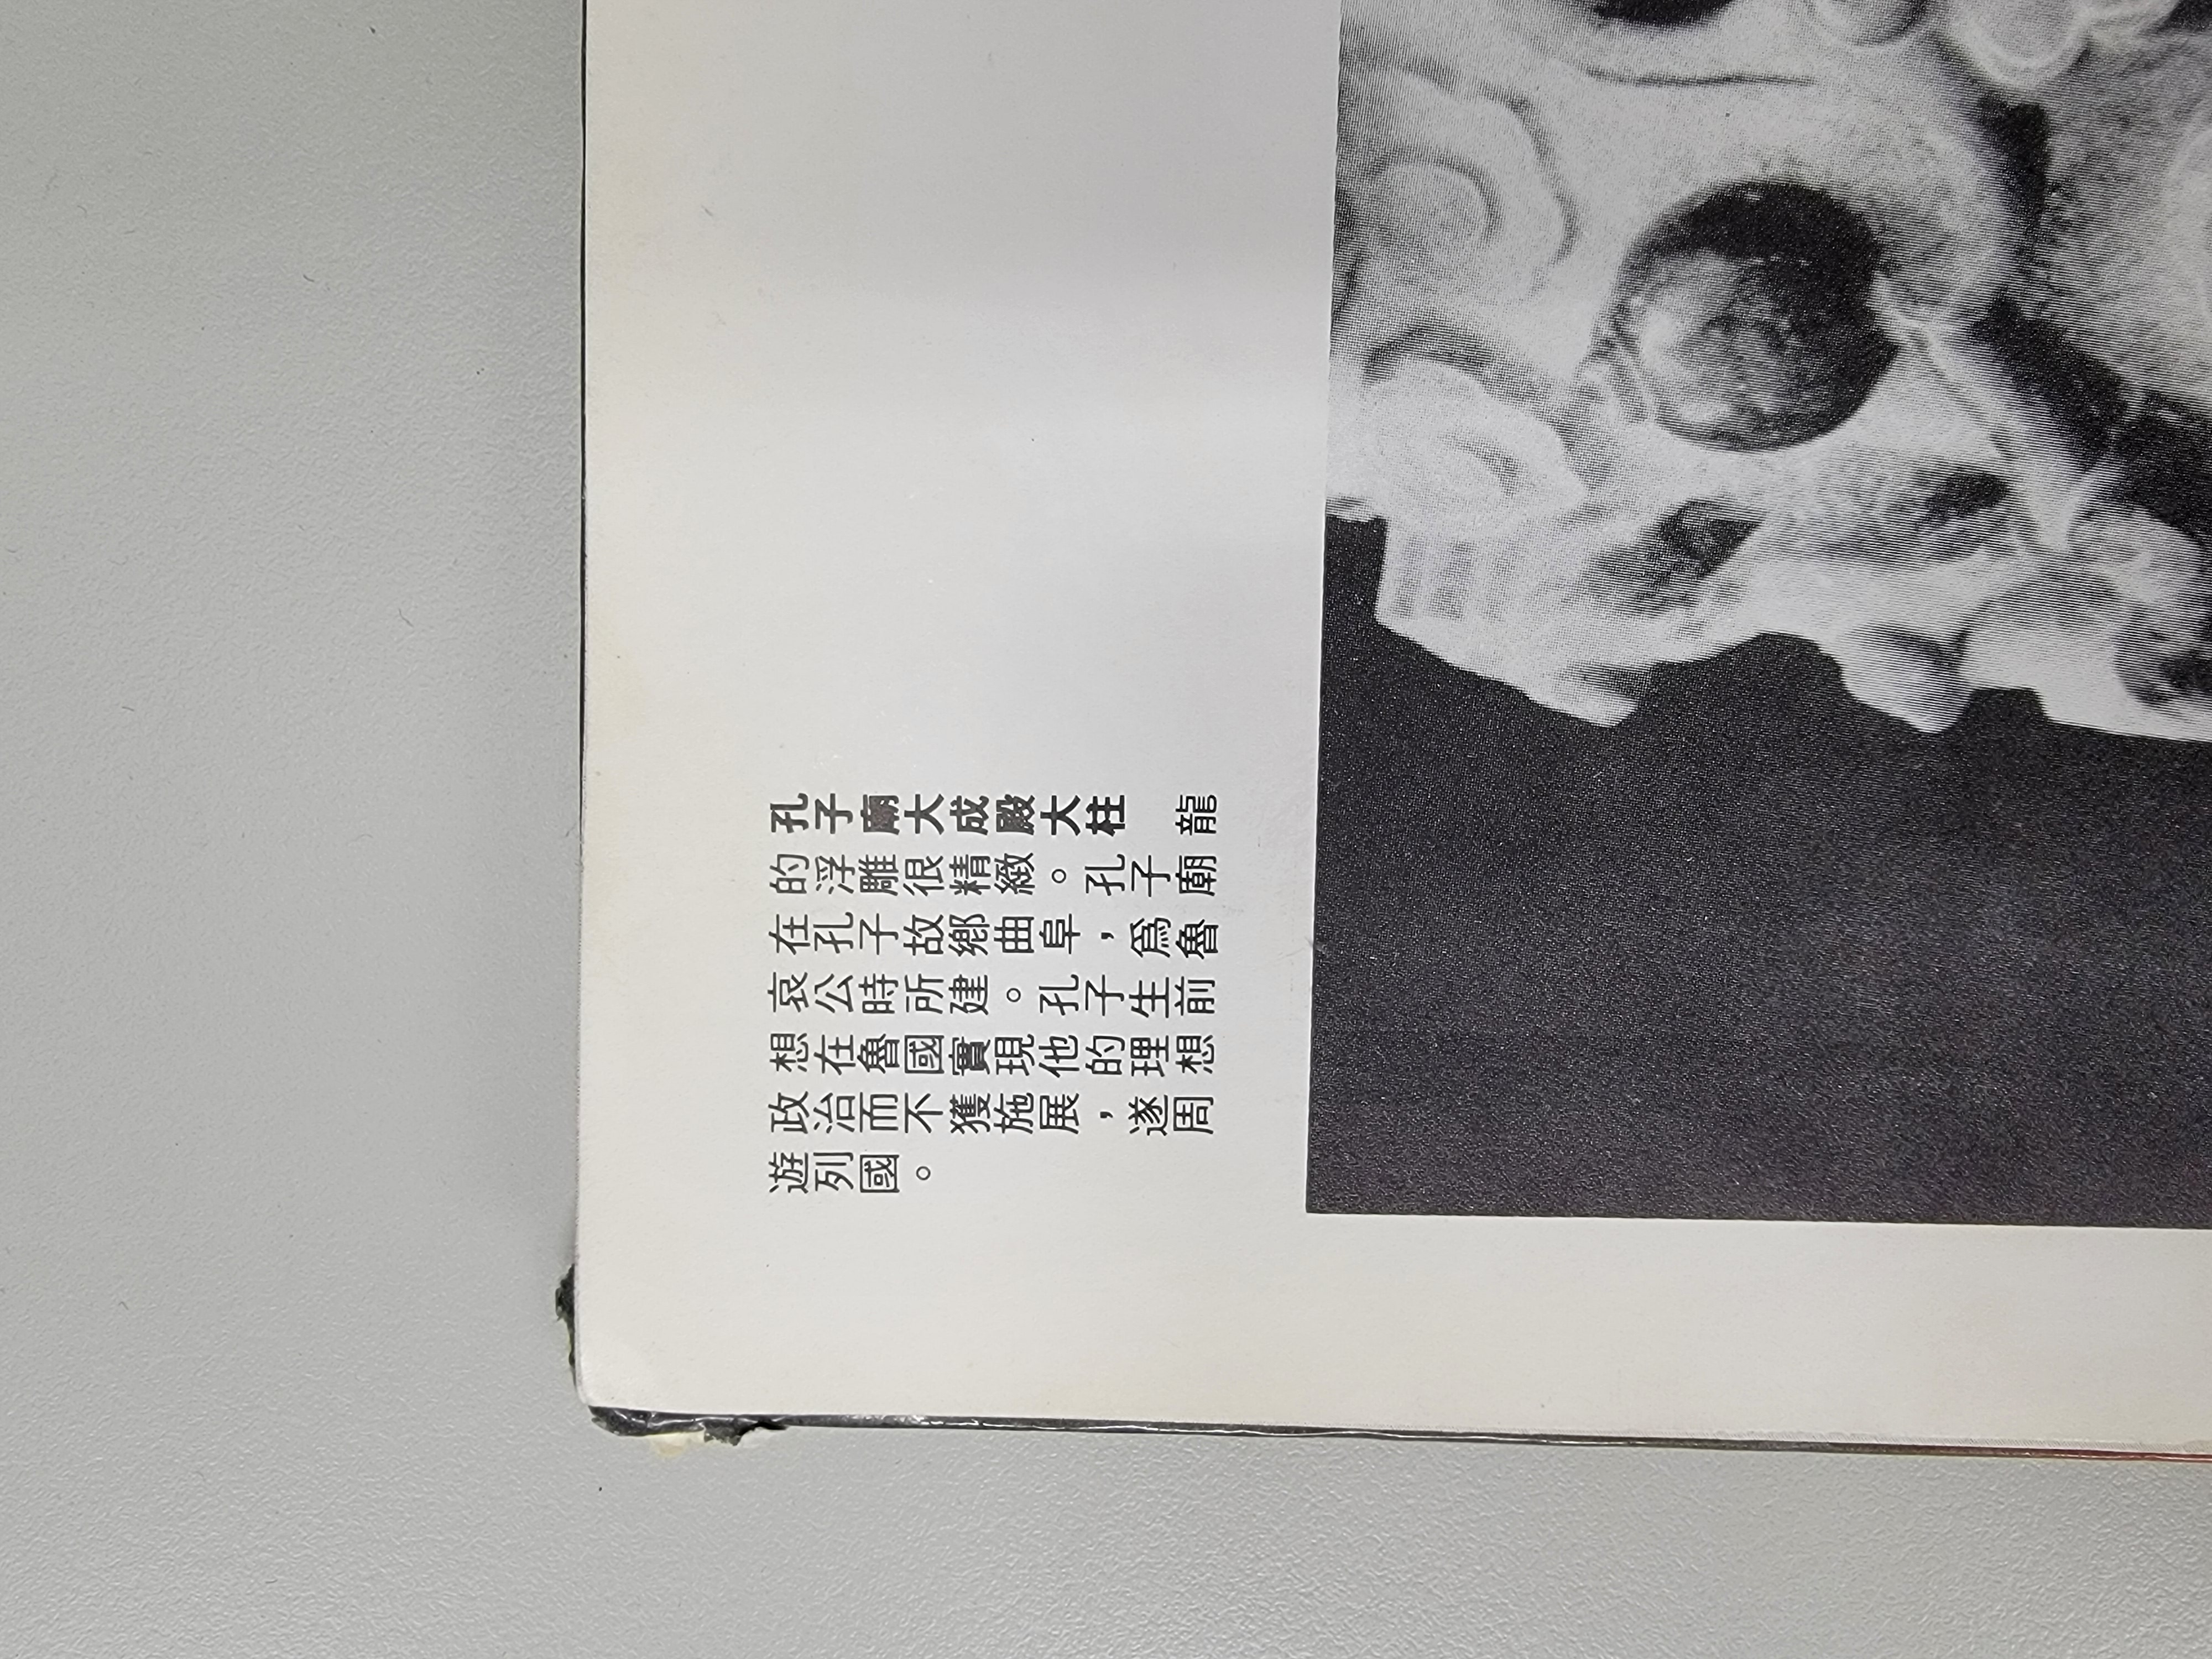 孔子廟大成殿大柱　龍
的浮雕很精緻。孔子廟
在孔子故鄉曲阜，爲魯
哀公時所建。孔子生前
想在魯國實現他的理想
政治而不獲施展，遂周
遊列國。